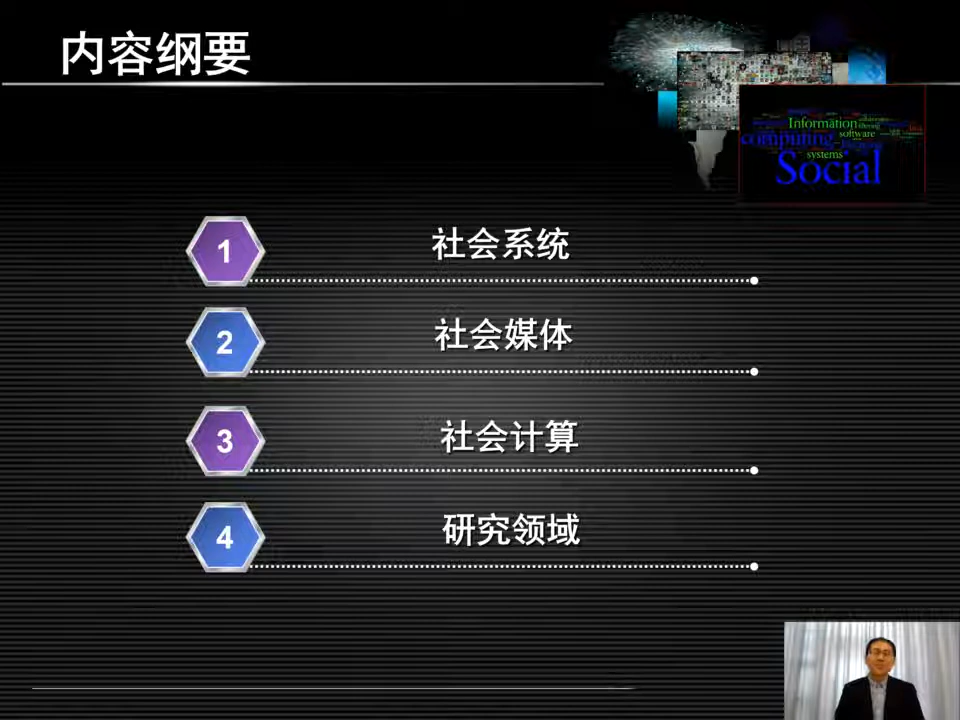 内容纲要
Information
computing
software
systems
Social
1 社会系统
2 社会媒体
3 社会计算
4 研究领域